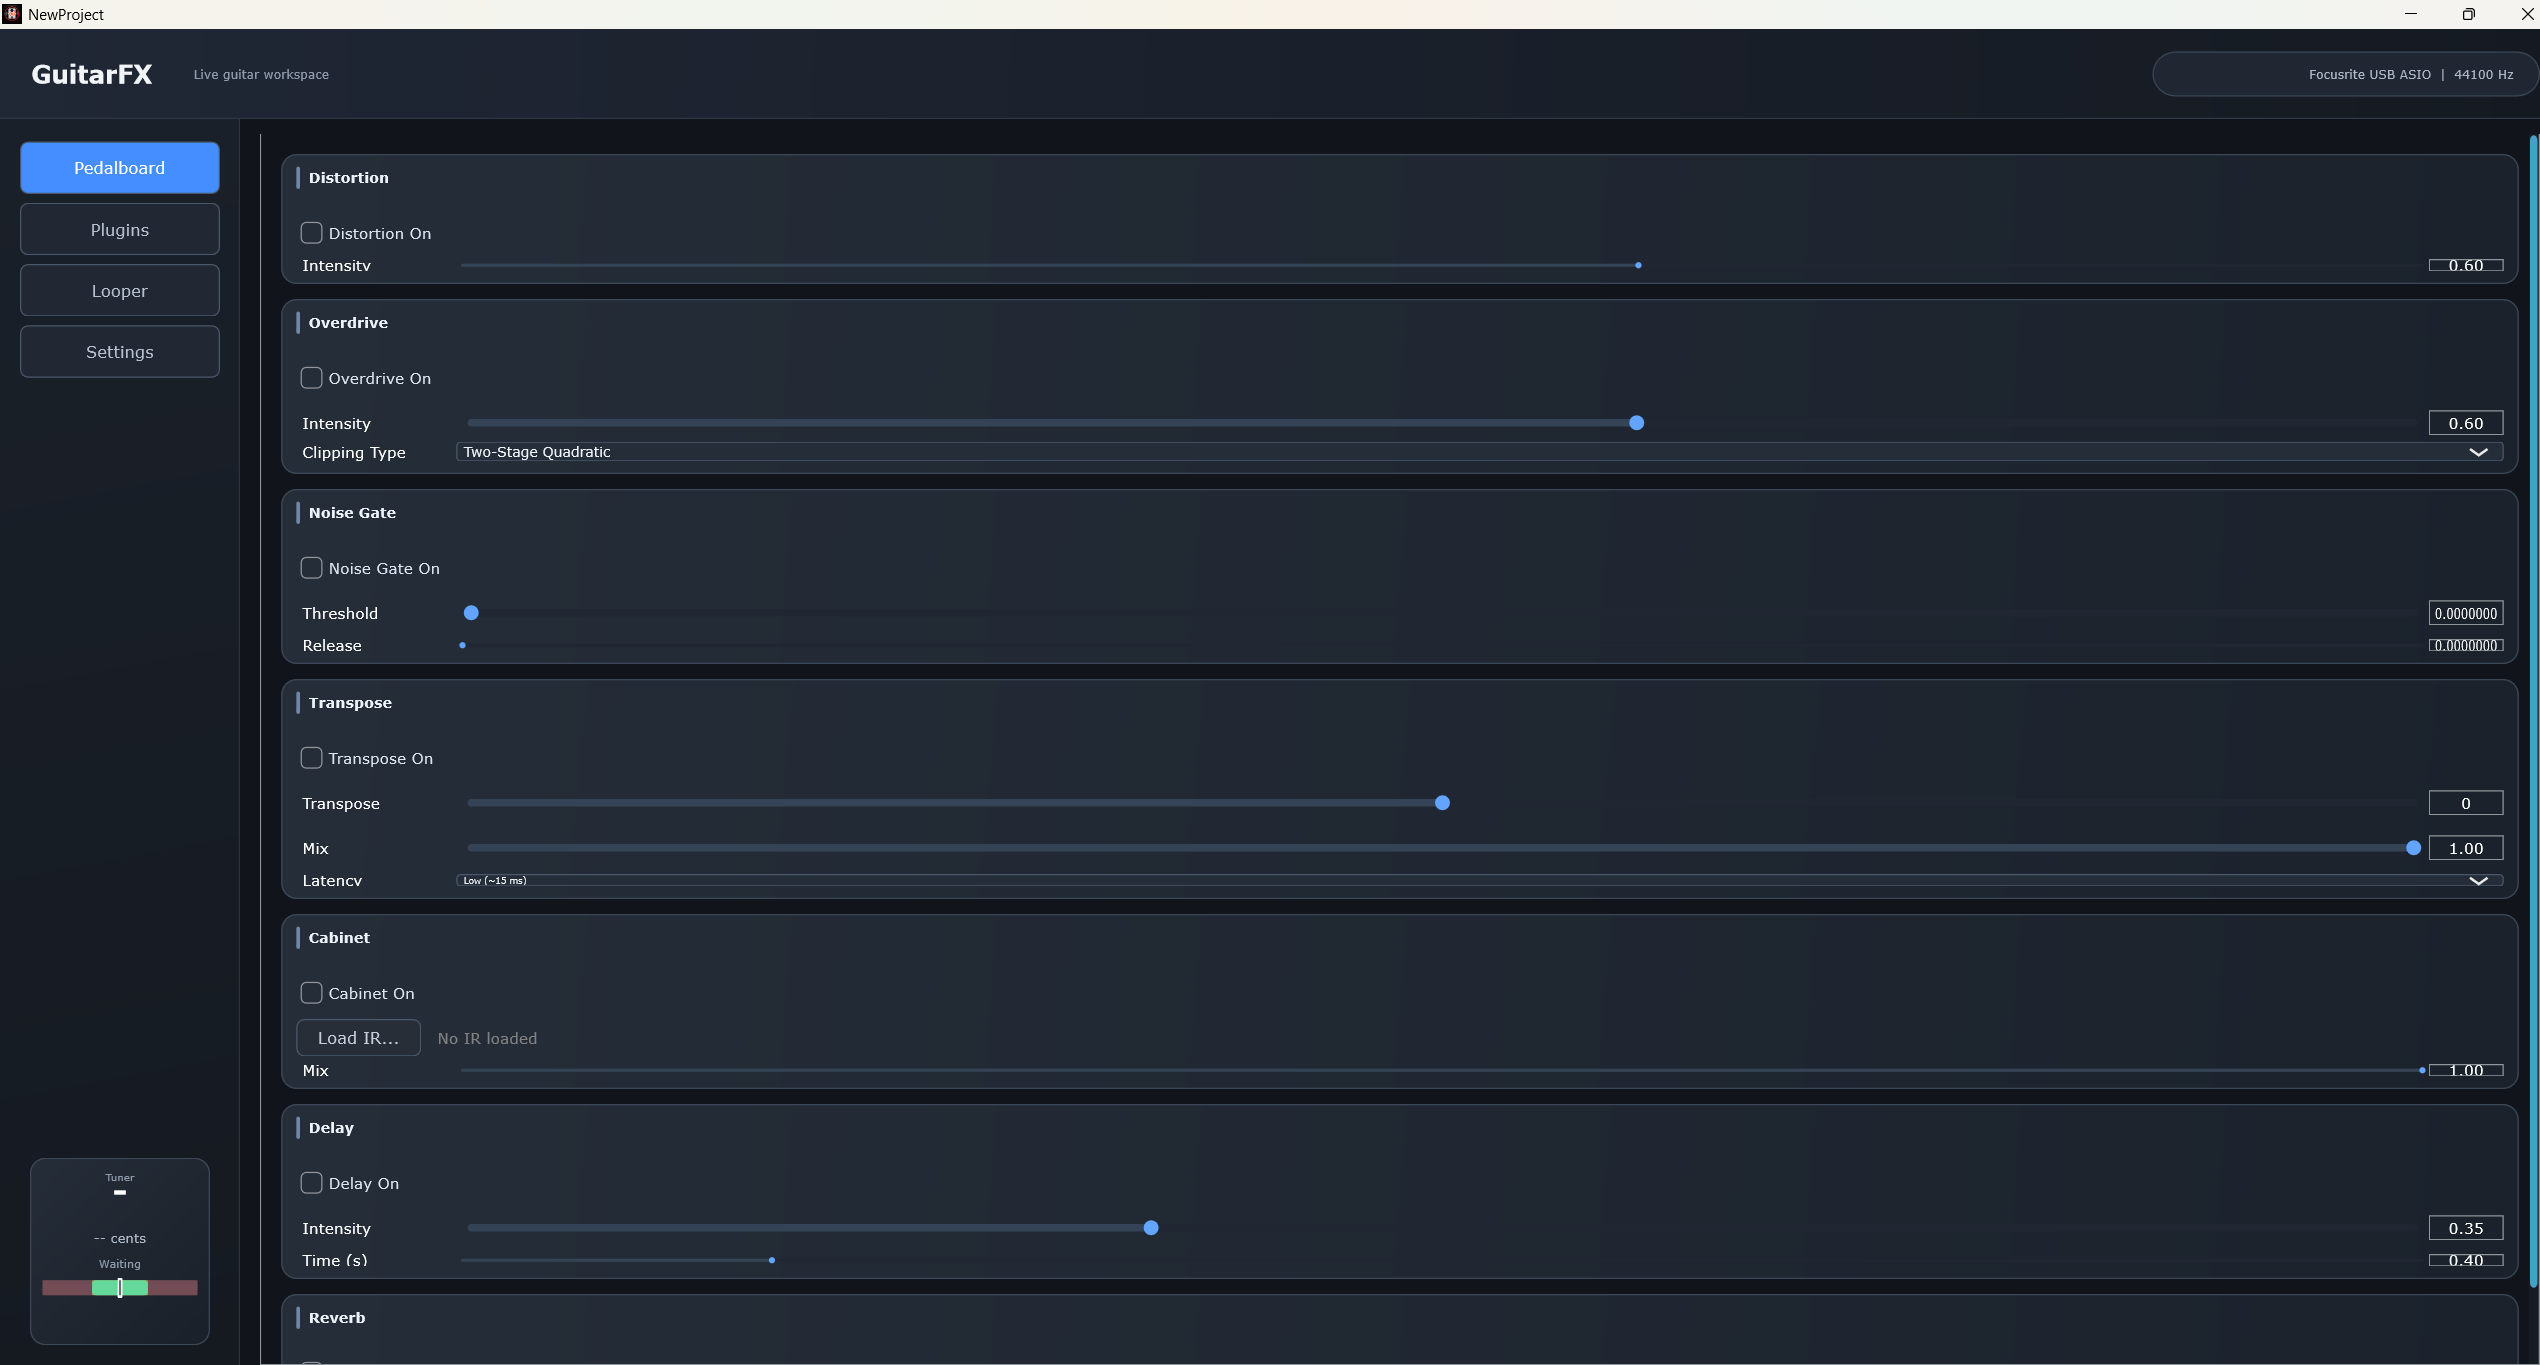 NewProject
GuitarFX
Live guitar workspace
Focusrite USB ASIO | 44100 Hz
Pedalboard
Plugins
Looper
Settings
Distortion
Distortion On
Intensity 0.60
Overdrive
Overdrive On
Intensity 0.60
Clipping Type Two-Stage Quadratic
Noise Gate
Noise Gate On
Threshold 0.0000000
Release 0.0000000
Transpose
Transpose On
Transpose 0
Mix 1.00
Latency Low (~15 ms)
Cabinet
Cabinet On
Load IR... No IR loaded
Mix 1.00
Delay
Delay On
Intensity 0.35
Time (s) 0.40
Reverb
Tuner
-- cents
Waiting